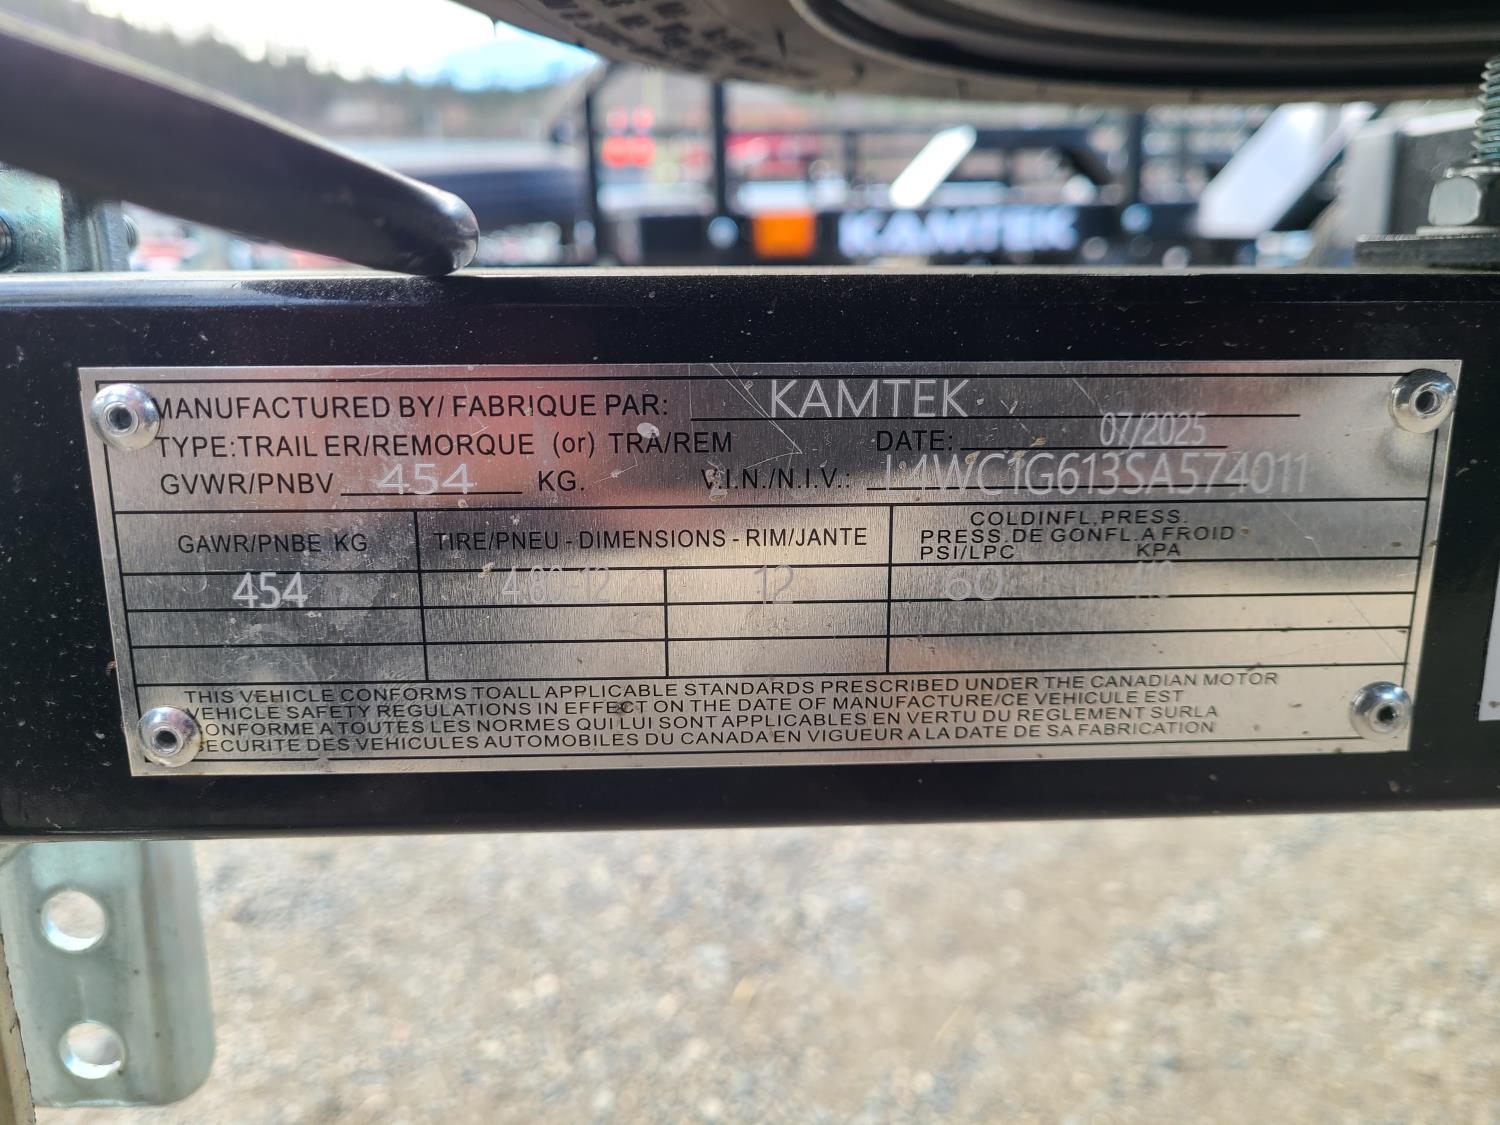 KAMTEK
MANUFACTURED BY/ FABRIQUE PAR: KAMTEK
TYPE:TRAILER/REMORQUE (or) TRA/REM DATE: 07/2025
GVWR/PNBV 454 KG. V.I.N./N.I.V.: L4WC1G613SA574011
GAWR/PNBE KG TIRE/PNEU - DIMENSIONS - RIM/JANTE COLDINFL,PRESS.
PRESS.DE GONFL.A FROID
PSI/LPC KPA
454 4.80-12 12 60 410
THIS VEHICLE CONFORMS TOALL APPLICABLE STANDARDS PRESCRIBED UNDER THE CANADIAN MOTOR
VEHICLE SAFETY REGULATIONS IN EFFECT ON THE DATE OF MANUFACTURE/CE VEHICULE EST
CONFORME A TOUTES LES NORMES QUI LUI SONT APPLICABLES EN VERTU DU REGLEMENT SURLA
SECURITE DES VEHICULES AUTOMOBILES DU CANADA EN VIGUEUR A LA DATE DE SA FABRICATION